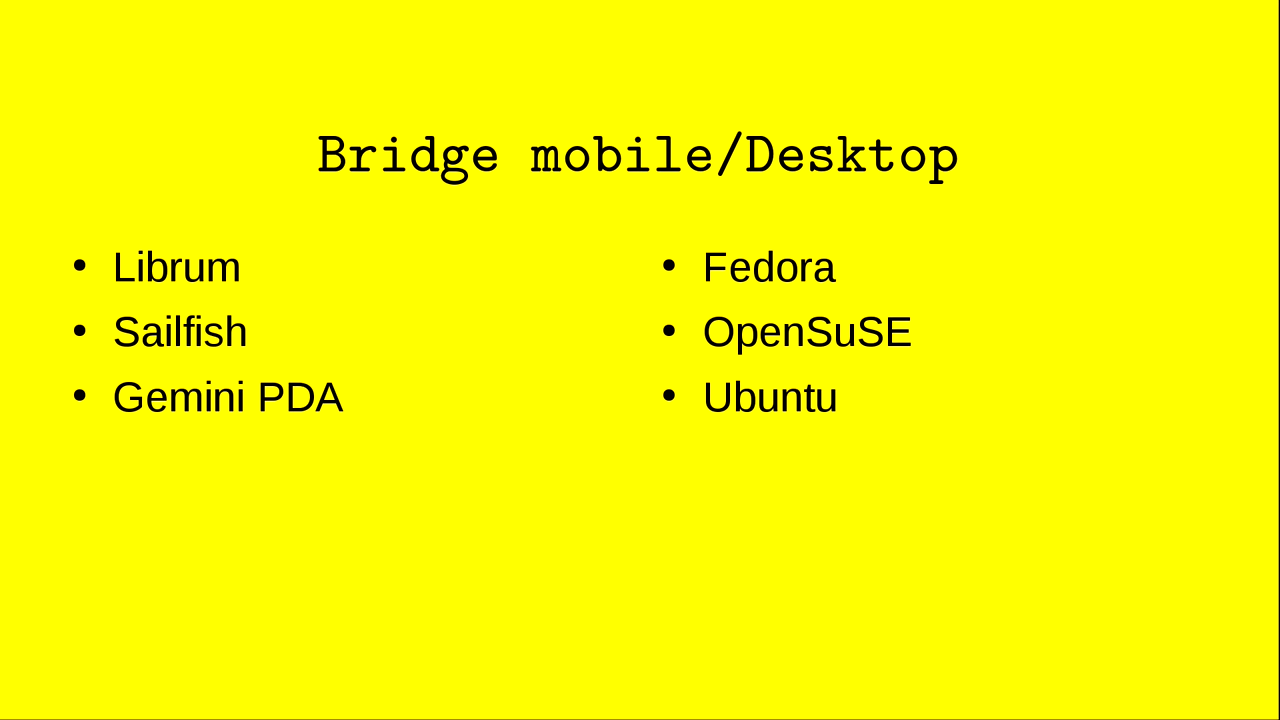 Bridge mobile/Desktop
• Librum
• Sailfish
• Gemini PDA
• Fedora
• OpenSuSE
• Ubuntu